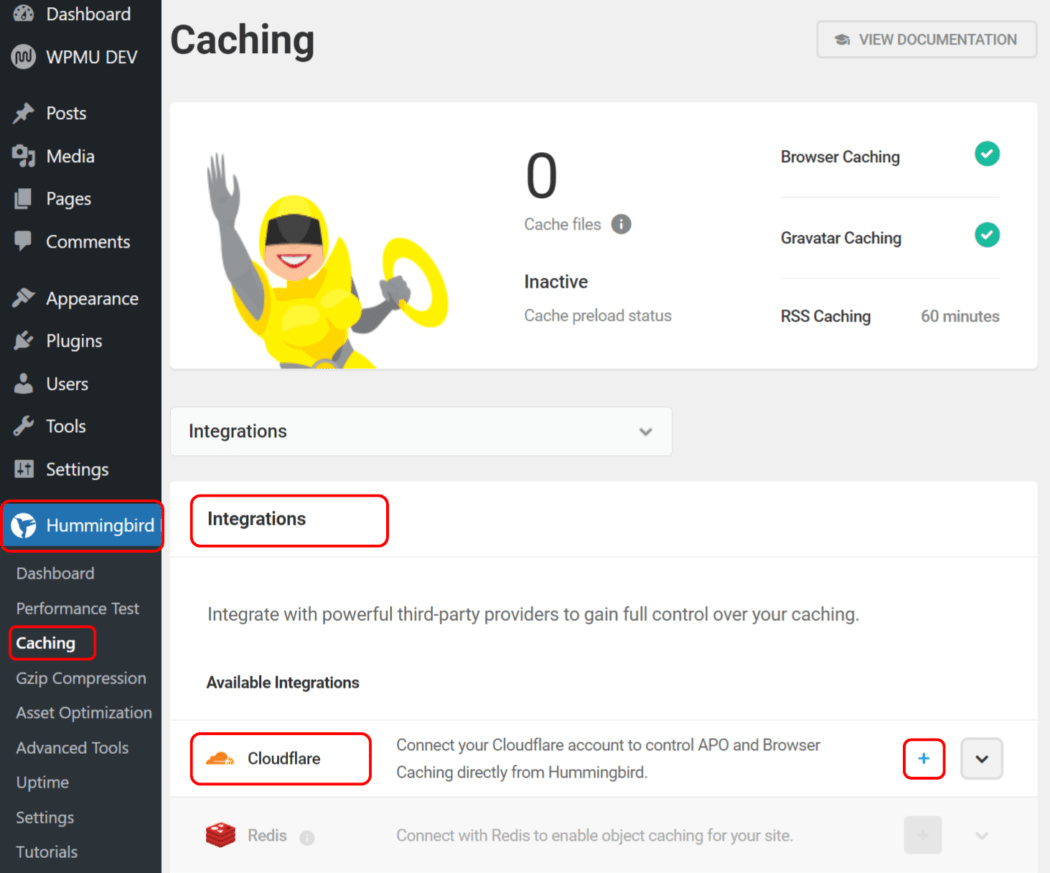 Dashboard
WPMU DEV
Posts
Media
Pages
Comments
Appearance
Plugins
Users
Tools
Settings
Hummingbird
Dashboard
Performance Test
Caching
Gzip Compression
Asset Optimization
Advanced Tools
Uptime
Settings
Tutorials
Caching
VIEW DOCUMENTATION
0
Cache files
Inactive
Cache preload status
Browser Caching
Gravatar Caching
RSS Caching 60 minutes
Integrations
Integrations
Integrate with powerful third-party providers to gain full control over your caching.
Available Integrations
Cloudflare
Connect your Cloudflare account to control APO and Browser
Caching directly from Hummingbird.
Redis
Connect with Redis to enable object caching for your site.